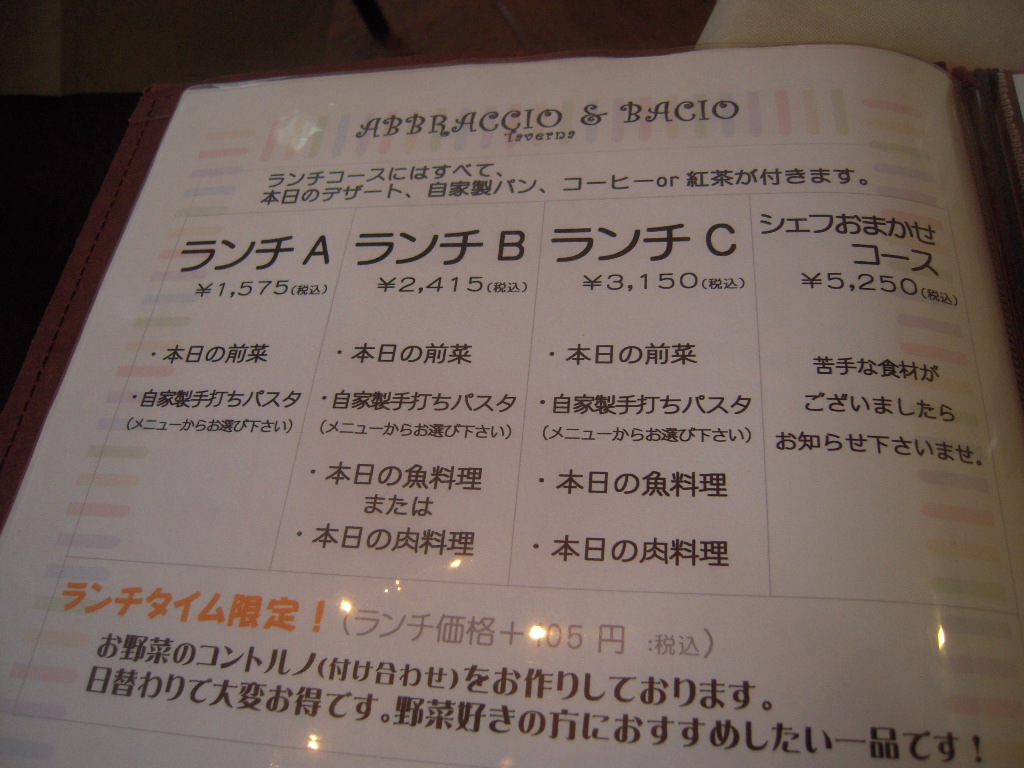 ABBRACCIO & BACIO
Taverna
ランチコースにはすべて、
本日のデザート、自家製パン、コーヒーor 紅茶が付きます。
ランチ A
¥1,575(税込)
・本日の前菜
・自家製手打ちパスタ
(メニューからお選び下さい)
ランチ B
¥2,415(税込)
・本日の前菜
・自家製手打ちパスタ
(メニューからお選び下さい)
・本日の魚料理
または
・本日の肉料理
ランチ C
¥3,150(税込)
・本日の前菜
・自家製手打ちパスタ
(メニューからお選び下さい)
・本日の魚料理
・本日の肉料理
シェフおまかせ
コース
¥5,250(税込)
苦手な食材が
ございましたら
お知らせ下さいませ.
ランチタイム限定！(ランチ価格＋105 円 :税込)
お野菜のコントルノ(付け合わせ)をお作りしております。
日替わりで大変お得です。野菜好きの方におすすめしたい一品です！